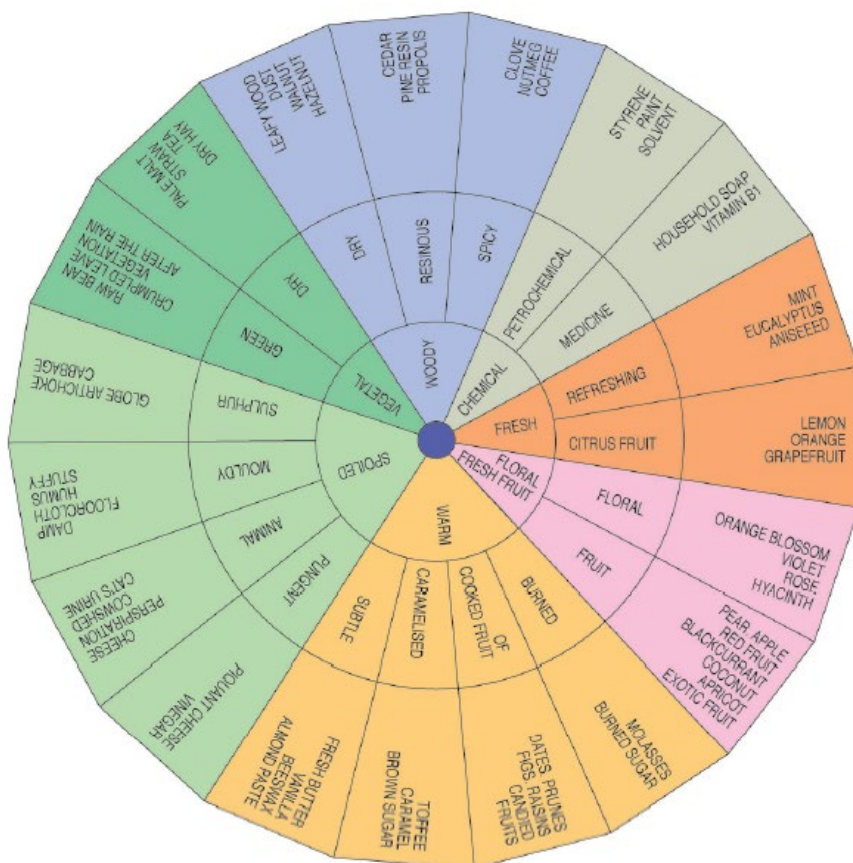 WOODY
DRY
LEAFY WOOD
DUST
WALNUT
HAZELNUT
RESINOUS
CEDAR
PINE RESIN
PROPOLIS
SPICY
CLOVE
NUTMEG
COFFEE
CHEMICAL
PETROCHEMICAL
STYRENE
PAINT
SOLVENT
MEDICINE
HOUSEHOLD SOAP
VITAMIN B1
FRESH
REFRESHING
MINT
EUCALYPTUS
ANISEEED
CITRUS FRUIT
LEMON
ORANGE
GRAPEFRUIT
FLORAL
FRESH FRUIT
FLORAL
ORANGE BLOSSOM
VIOLET
ROSE
HYACINTH
FRUIT
PEAR. APPLE
RED FRUIT
BLACKCURRANT
COCONUT
APRICOT
EXOTIC FRUIT
WARM
BURNED
MOLASSES
BURNED SUGAR
OF
COOKED FRUIT
DATES. PRUNES
FIGS. RAISINS
CANDIED
FRUITS
CARAMELISED
TOFFEE
CARAMEL
BROWN SUGAR
SUBTLE
FRESH BUTTER
VANILLA
BEESWAX
ALMOND PASTE
SPOILED
PUNGENT
PIQUANT CHEESE
VINEGAR
ANIMAL
CHEESE
PERSPIRATION
COWSHED
CAT'S URINE
MOULDY
DAMP
FLOORCLOTH
HUMUS
STUFFY
SULPHUR
GLOBE ARTICHOKE
CABBAGE
VEGETAL
GREEN
RAW BEAN
CRUMPLED LEAVE
VEGETATION
AFTER THE RAIN
DRY
PALE MALT
STRAW
TEA
DRY HAY